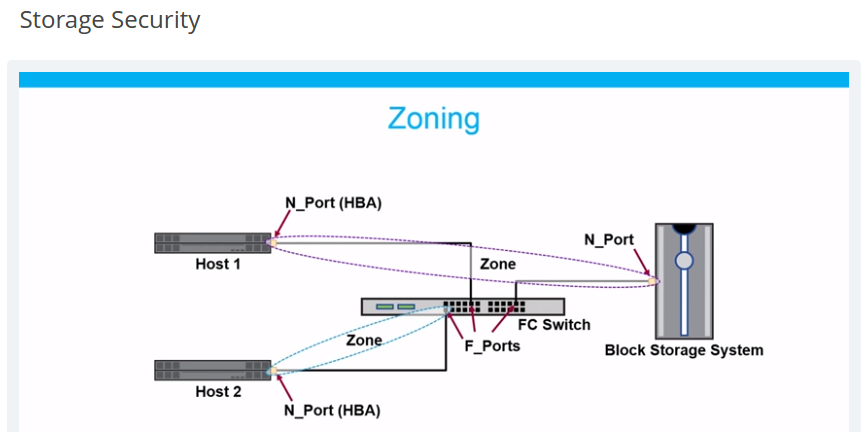 Storage Security
Zoning
N_Port (HBA)
N_Port
Host 1
Zone
FC Switch
Zone
F_Ports
Block Storage System
Host 2
N_Port (HBA)